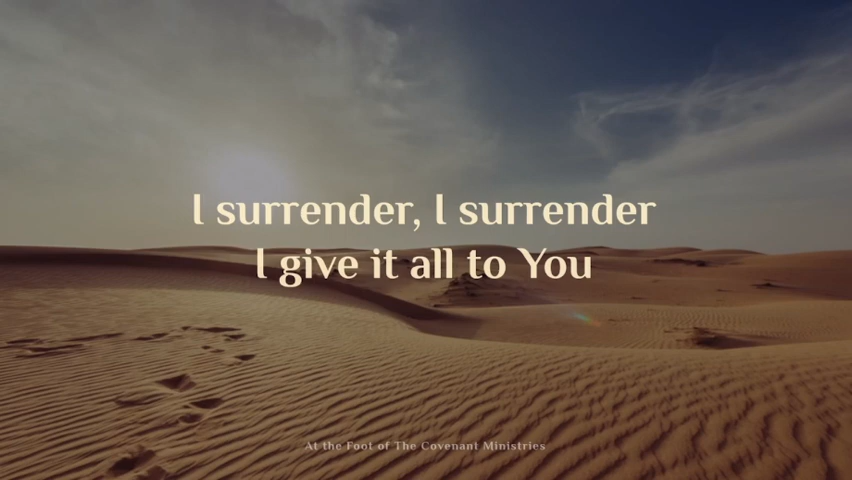 I surrender, I surrender
I give it all to You
At the Foot of The Covenant Ministries